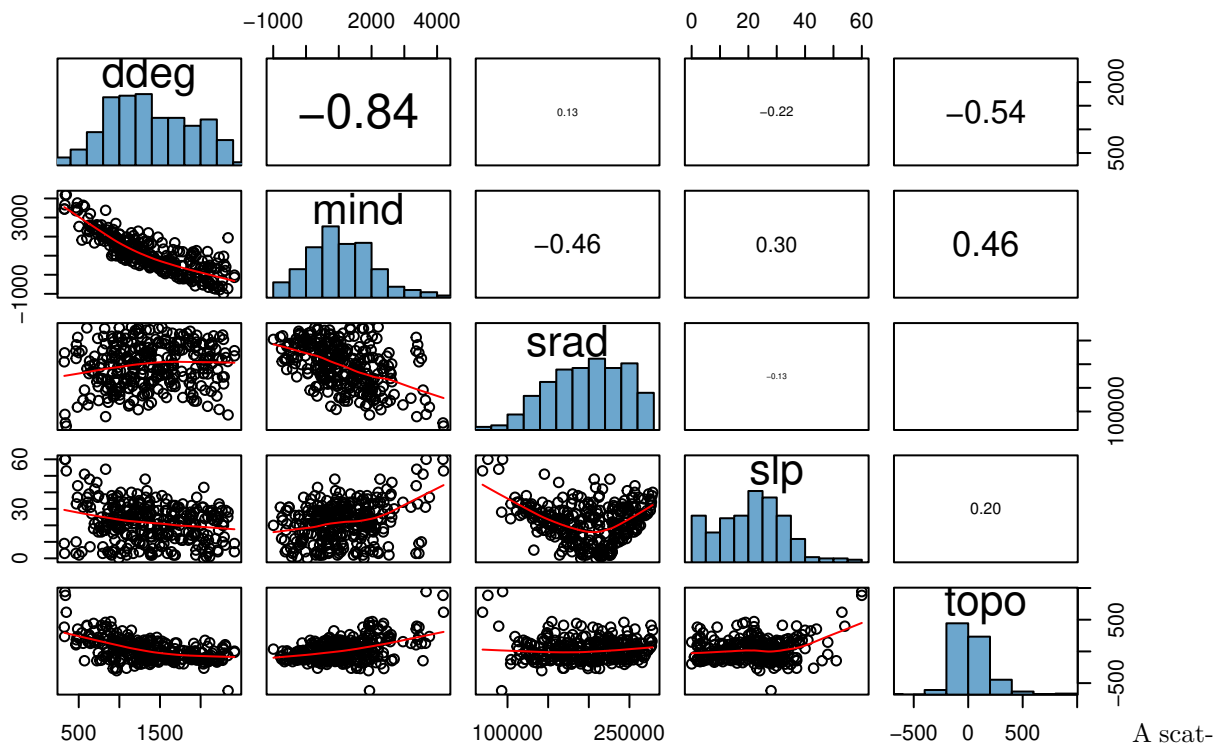 −1000 2000 4000 0 20 40 60
ddeg −0.84 0.13 −0.22 −0.54 500 2000
−1000 3000 mind −0.46 0.30 0.46
srad −0.13 100000
0 30 60 slp 0.20
topo −500 500
500 1500 100000 250000 −500 0 500
A scat-